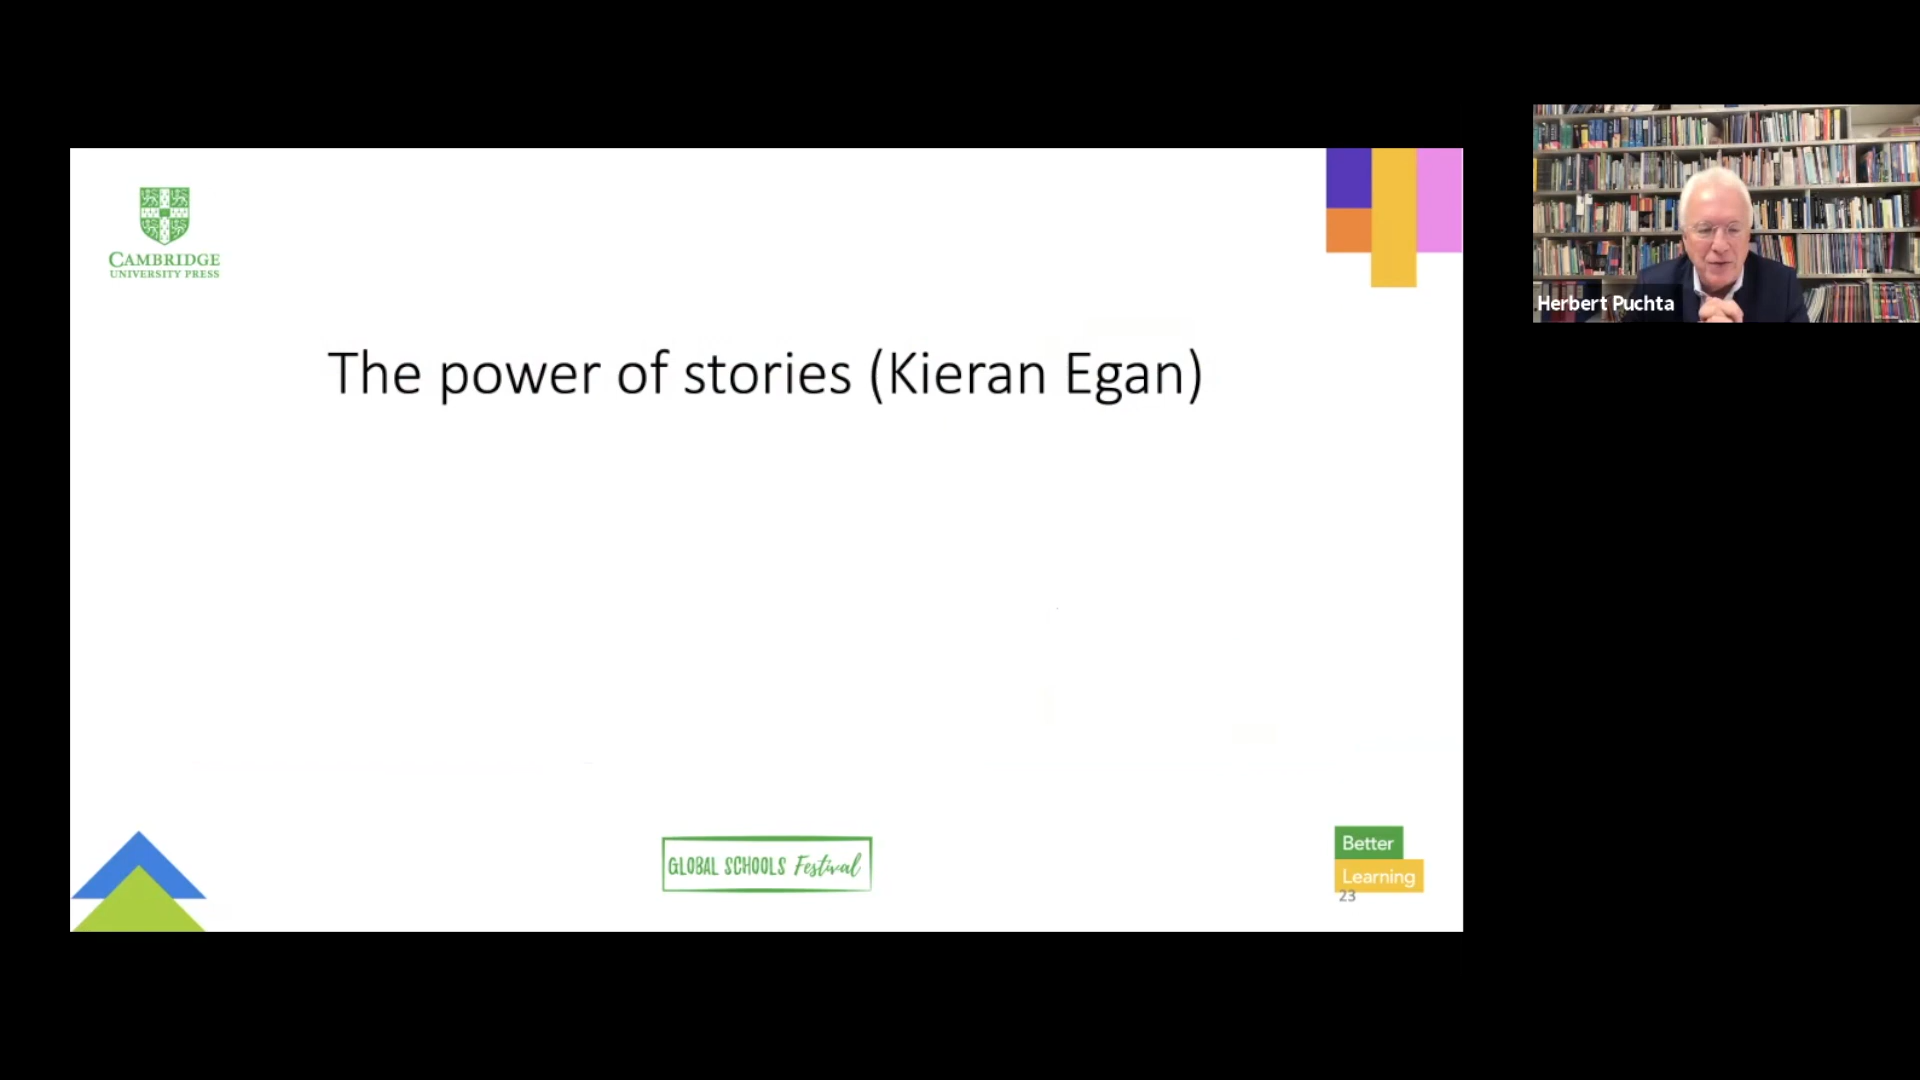 CAMBRIDGE
UNIVERSITY PRESS
The power of stories (Kieran Egan)
GLOBAL SCHOOLS Festival
Better
Learning
23
Herbert Puchta